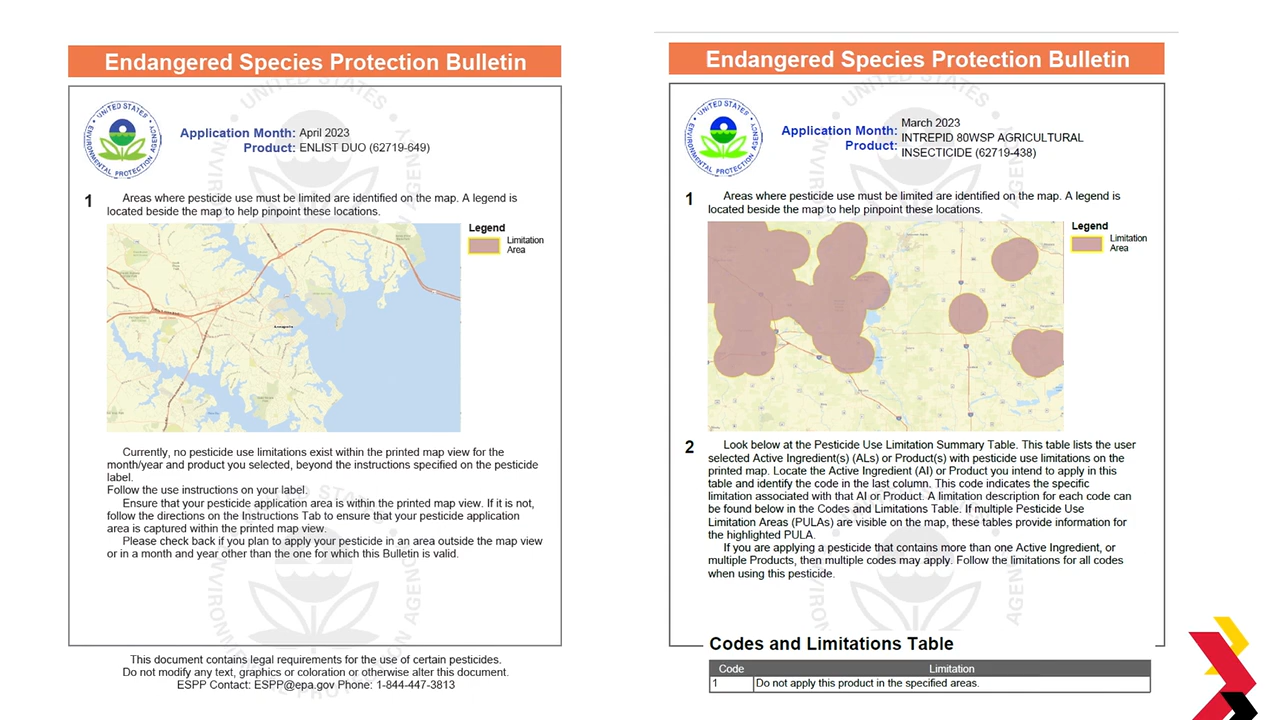 Endangered Species Protection Bulletin
UNITED STATES
ENVIRONMENTAL PROTECTION AGENCY
Application Month: April 2023
Product: ENLIST DUO (62719-649)
1
Areas where pesticide use must be limited are identified on the map. A legend is
located beside the map to help pinpoint these locations.
Legend
Limitation
Area
Annapolis
Currently, no pesticide use limitations exist within the printed map view for the
month/year and product you selected, beyond the instructions specified on the pesticide
label.
Follow the use instructions on your label.
Ensure that your pesticide application area is within the printed map view. If it is not,
follow the directions on the Instructions Tab to ensure that your pesticide application
area is captured within the printed map view.
Please check back if you plan to apply your pesticide in an area outside the map view
or in a month and year other than the one for which this Bulletin is valid.
This document contains legal requirements for the use of certain pesticides.
Do not modify any text, graphics or coloration or otherwise alter this document.
ESPP Contact: ESPP@epa.gov Phone: 1-844-447-3813
Endangered Species Protection Bulletin
UNITED STATES
ENVIRONMENTAL PROTECTION AGENCY
Application Month: March 2023
Product: INTREPID 80WSP AGRICULTURAL
INSECTICIDE (62719-438)
1
Areas where pesticide use must be limited are identified on the map. A legend is
located beside the map to help pinpoint these locations.
Legend
Limitation
Area
2
Look below at the Pesticide Use Limitation Summary Table. This table lists the user
selected Active Ingredient(s) (ALs) or Product(s) with pesticide use limitations on the
printed map. Locate the Active Ingredient (AI) or Product you intend to apply in this
table and identify the code in the last column. This code indicates the specific
limitation associated with that AI or Product. A limitation description for each code can
be found below in the Codes and Limitations Table. If multiple Pesticide Use
Limitation Areas (PULAs) are visible on the map, these tables provide information for
the highlighted PULA.
If you are applying a pesticide that contains more than one Active Ingredient, or
multiple Products, then multiple codes may apply. Follow the limitations for all codes
when using this pesticide.
Codes and Limitations Table
Code Limitation
1 Do not apply this product in the specified areas.